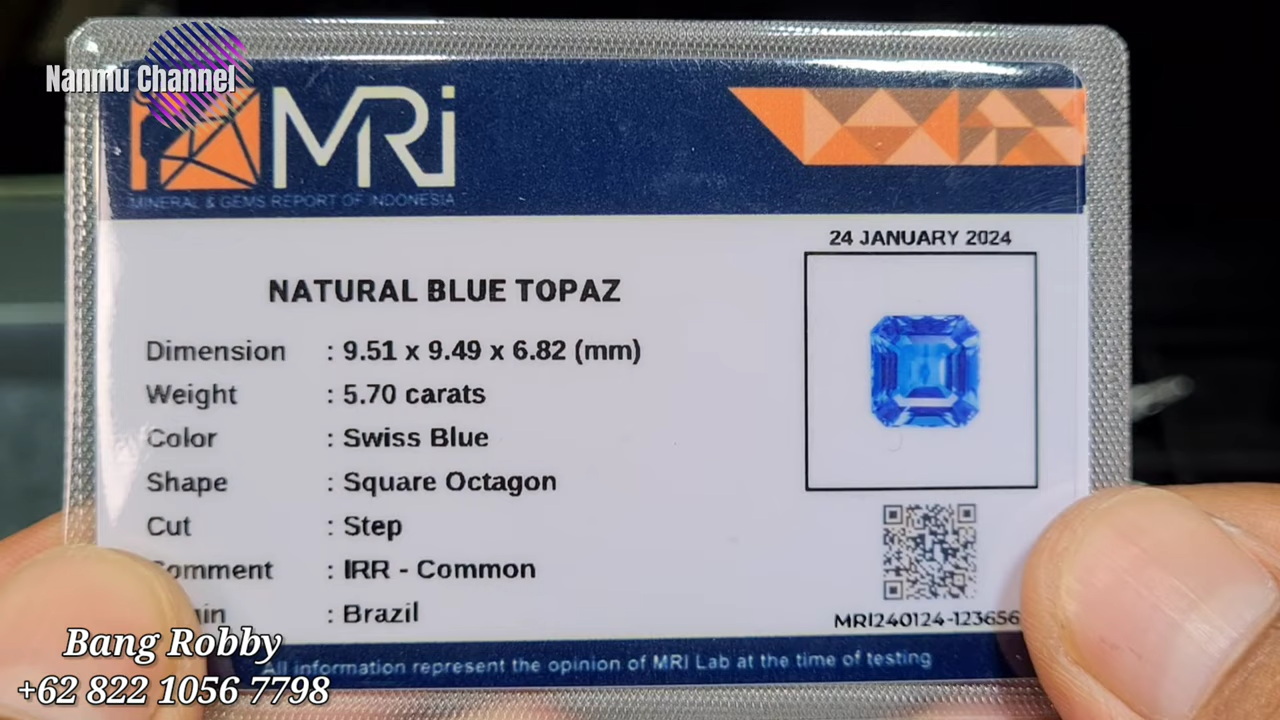 Nanmu Channel
MRi
MINERAL & GEMS REPORT OF INDONESIA
24 JANUARY 2024
NATURAL BLUE TOPAZ
Dimension : 9.51 x 9.49 x 6.82 (mm)
Weight : 5.70 carats
Color : Swiss Blue
Shape : Square Octagon
Cut : Step
omment : IRR - Common
in : Brazil
MRI240124-123656
Bang Robby
All information represent the opinion of MRI Lab at the time of testing
+62 822 1056 7798